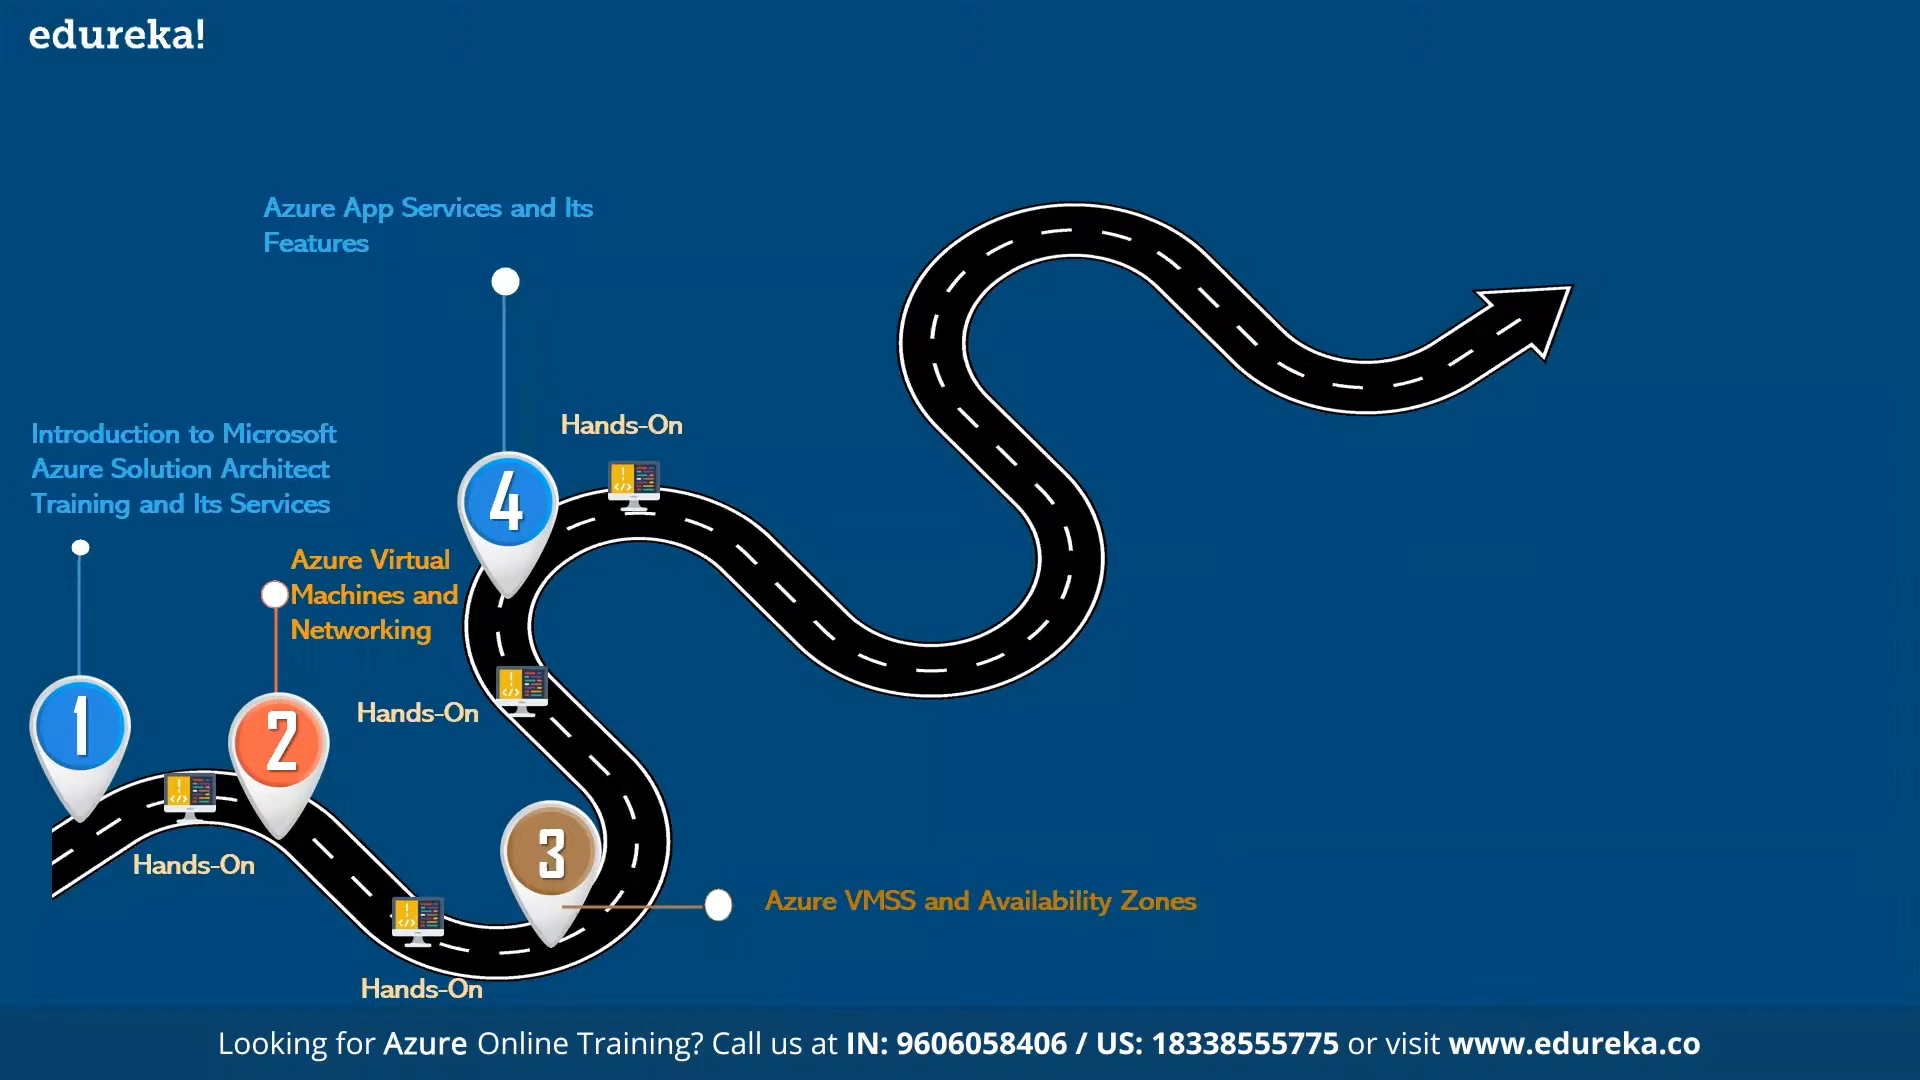 edureka!
Azure App Services and Its
Features
Hands-On
Introduction to Microsoft
Azure Solution Architect
Training and Its Services
4
Azure Virtual
Machines and
Networking
Hands-On
1
2
3
Hands-On
Azure VMSS and Availability Zones
Hands-On
Looking for Azure Online Training? Call us at IN: 9606058406 / US: 18338555775 or visit www.edureka.co